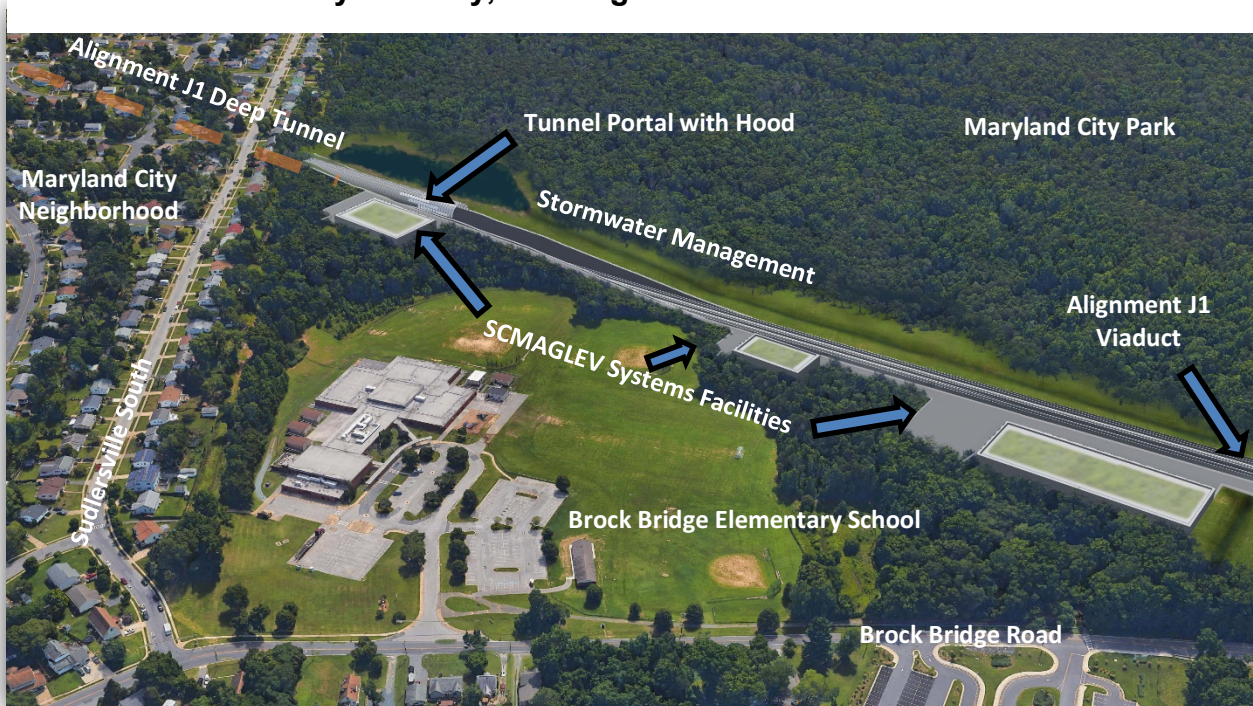 Alignment J1 Deep Tunnel
Tunnel Portal with Hood
Maryland City Park
Maryland City
Neighborhood
Stormwater Management
Alignment J1
Viaduct
SCMAGLEV Systems Facilities
Sudlersville South
Brock Bridge Elementary School
Brock Bridge Road